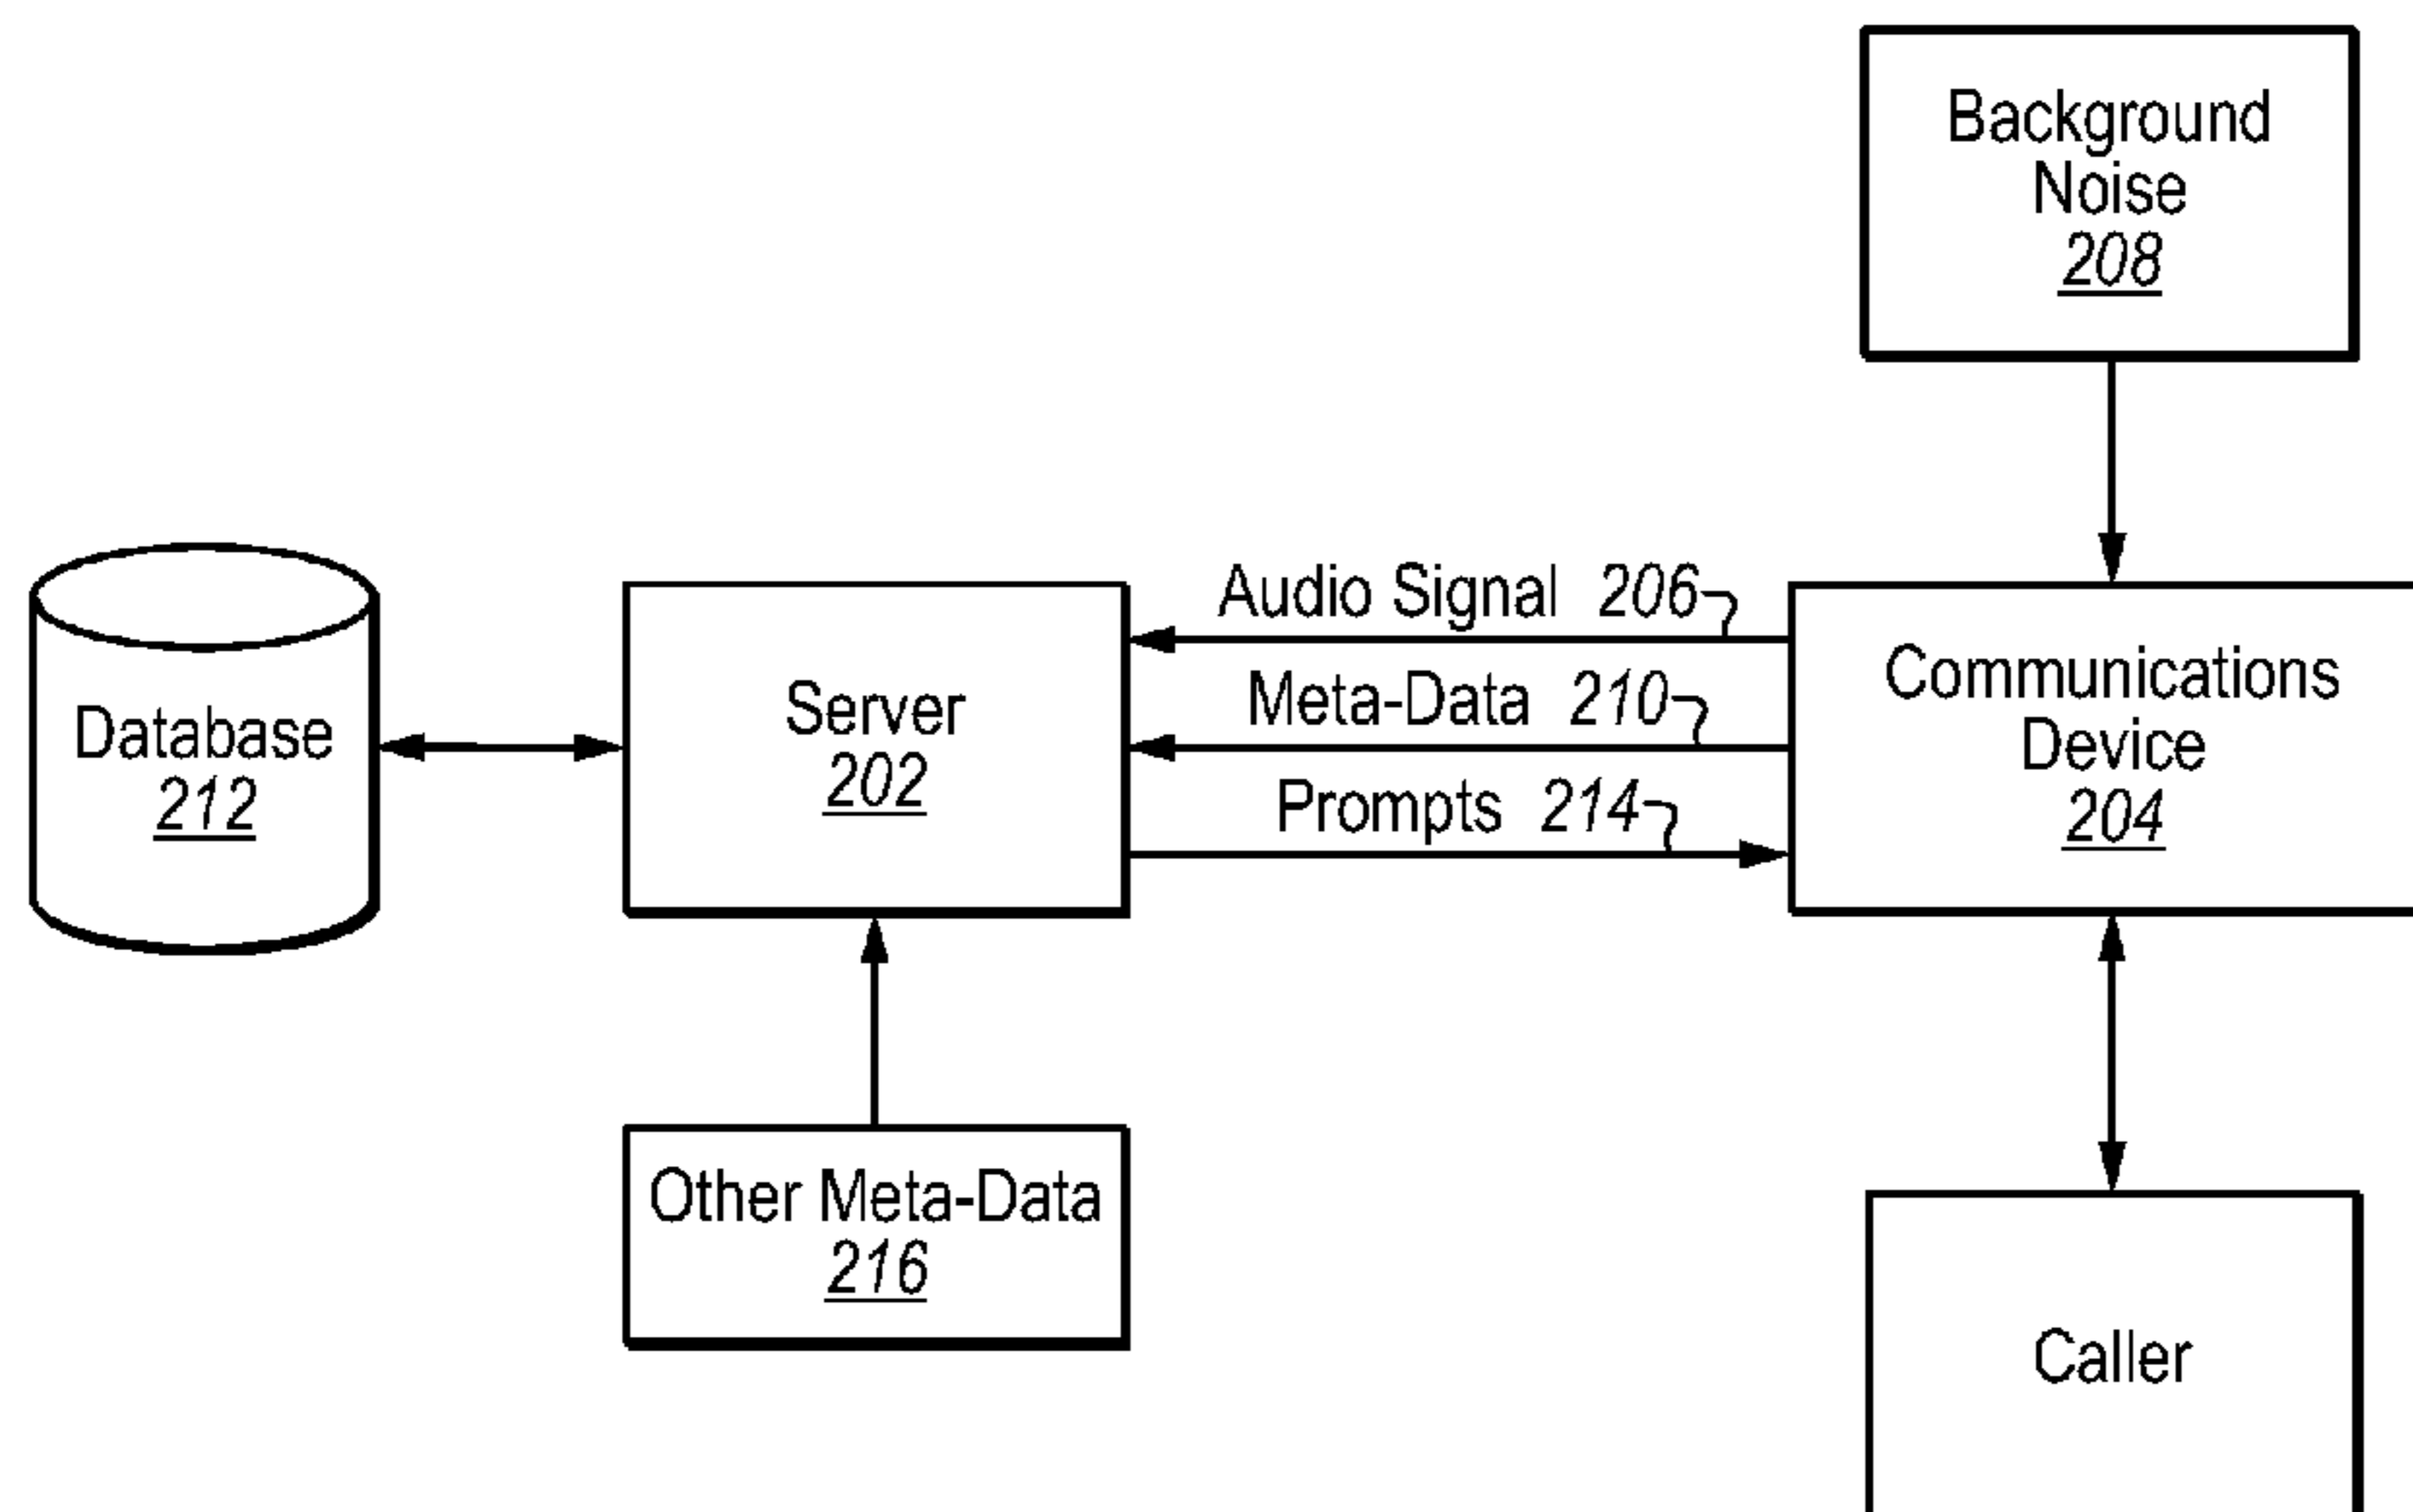 Background
Noise
208
Audio Signal 206
Meta-Data 210
Prompts 214
Communications
Device
204
Server
202
Database
212
Other Meta-Data
216
Caller